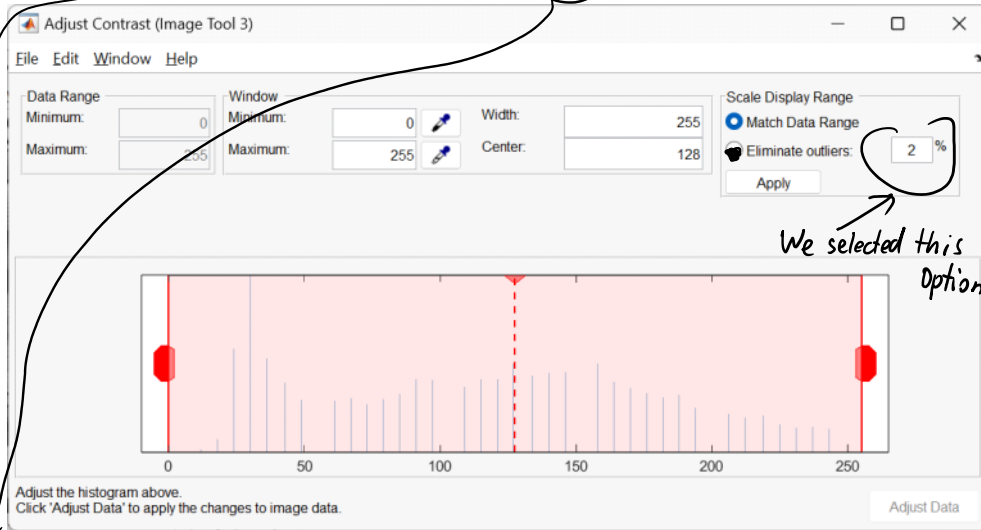 Adjust Contrast (Image Tool 3)
File Edit Window Help
Data Range
Minimum: 0
Maximum: 255
Window
Minimum: 0
Maximum: 255
Width: 255
Center: 128
Scale Display Range
Match Data Range
Eliminate outliers: 2 %
Apply
We selected this
option
0 50 100 150 200 250
Adjust the histogram above.
Click 'Adjust Data' to apply the changes to image data.
Adjust Data